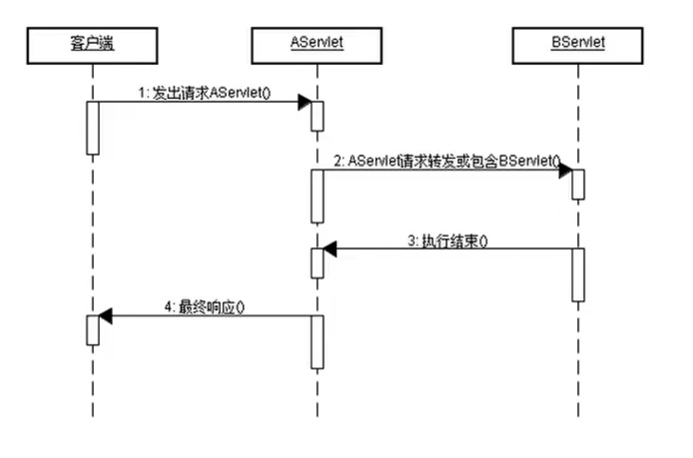 客户端
AServlet
BServlet
1: 发出请求AServlet()
2: AServlet请求转发或包含BServlet()
3: 执行结束()
4: 最终响应()